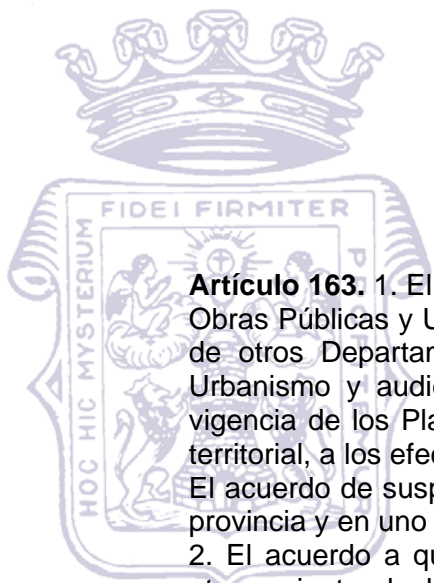 FIDEI FIRMITER
HOC HIC MYSTERIUM
Artículo 163. 1. El
Obras Públicas y U
de otros Departar
Urbanismo y audie
vigencia de los Pla
territorial, a los efec
El acuerdo de susp
provincia y en uno
2. El acuerdo a qu